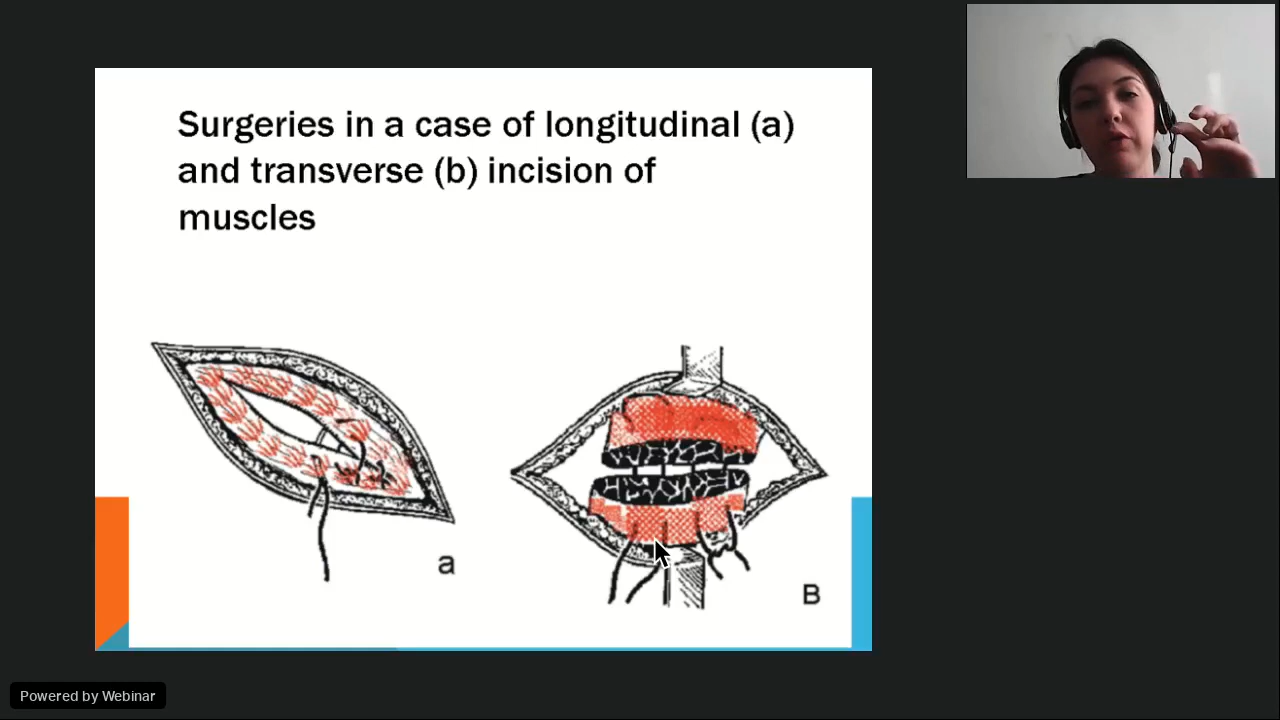 Surgeries in a case of longitudinal (a)
and transverse (b) incision of
muscles
a
B
Powered by Webinar